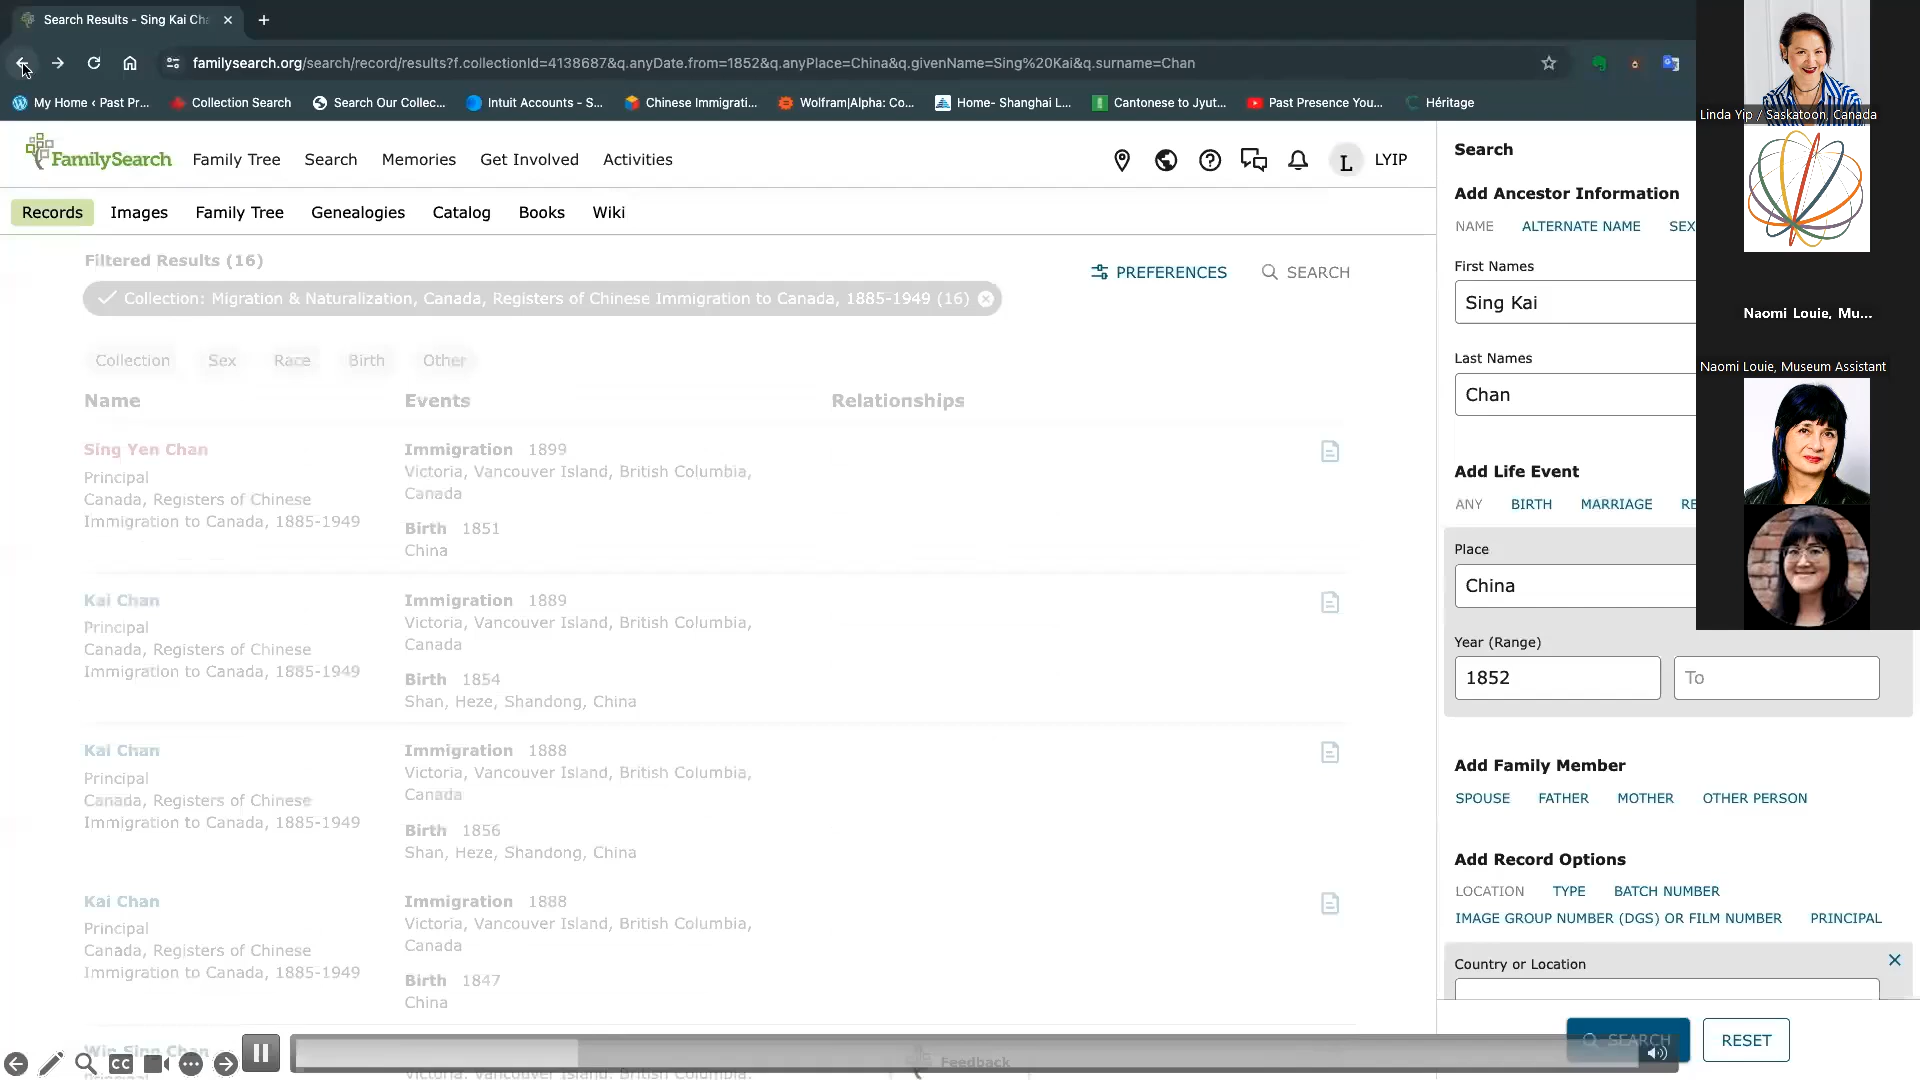 Search Results - Sing Kai Cha
familysearch.org/search/record/results?f.collectionId=4138687&q.anyDate.from=1852&q.anyPlace=China&q.givenName=Sing%20Kai&q.surname=Chan
My Home ‹ Past Pr...
Collection Search
Search Our Collec...
Intuit Accounts - S...
Chinese Immigrati...
Wolfram|Alpha: Co...
Home- Shanghai L...
Cantonese to Jyut...
Past Presence You...
Héritage
FamilySearch
Family Tree
Search
Memories
Get Involved
Activities
L
LYIP
Records
Images
Family Tree
Genealogies
Catalog
Books
Wiki
Filtered Results (16)
PREFERENCES
SEARCH
Collection: Migration & Naturalization, Canada, Registers of Chinese Immigration to Canada, 1885-1949 (16)
Collection
Sex
Race
Birth
Other
Name
Events
Relationships
Sing Yen Chan
Principal
Canada, Registers of Chinese
Immigration to Canada, 1885-1949
Immigration 1899
Victoria, Vancouver Island, British Columbia,
Canada
Birth 1851
China
Kai Chan
Principal
Canada, Registers of Chinese
Immigration to Canada, 1885-1949
Immigration 1889
Victoria, Vancouver Island, British Columbia,
Canada
Birth 1854
Shan, Heze, Shandong, China
Kai Chan
Principal
Canada, Registers of Chinese
Immigration to Canada, 1885-1949
Immigration 1888
Victoria, Vancouver Island, British Columbia,
Canada
Birth 1856
Shan, Heze, Shandong, China
Kai Chan
Principal
Canada, Registers of Chinese
Immigration to Canada, 1885-1949
Immigration 1888
Victoria, Vancouver Island, British Columbia,
Canada
Birth 1847
China
Win Sing Chan
Victoria, Vancouver Island, British Columbia,
Feedback
CC
Search
Add Ancestor Information
NAME
ALTERNATE NAME
SEX
First Names
Sing Kai
Last Names
Chan
Add Life Event
ANY
BIRTH
MARRIAGE
RE
Place
China
Year (Range)
1852
To
Add Family Member
SPOUSE
FATHER
MOTHER
OTHER PERSON
Add Record Options
LOCATION
TYPE
BATCH NUMBER
IMAGE GROUP NUMBER (DGS) OR FILM NUMBER
PRINCIPAL
Country or Location
SEARCH
RESET
Linda Yip / Saskatoon, Canada
Naomi Louie, Mu...
Naomi Louie, Museum Assistant